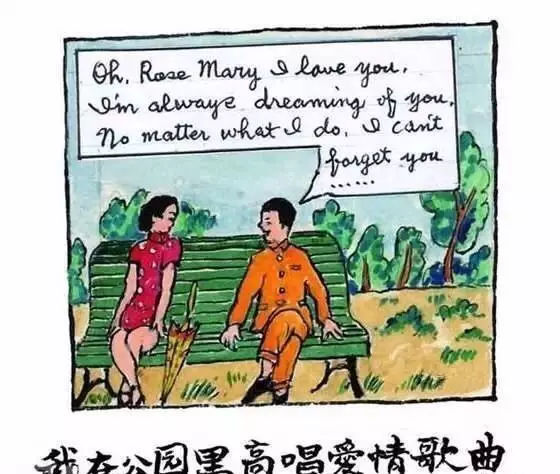 Oh, Rose Mary I love you,
I'm always dreaming of you,
No matter what I do, I can't
forget you
......
我在公园里高唱愛情歌曲